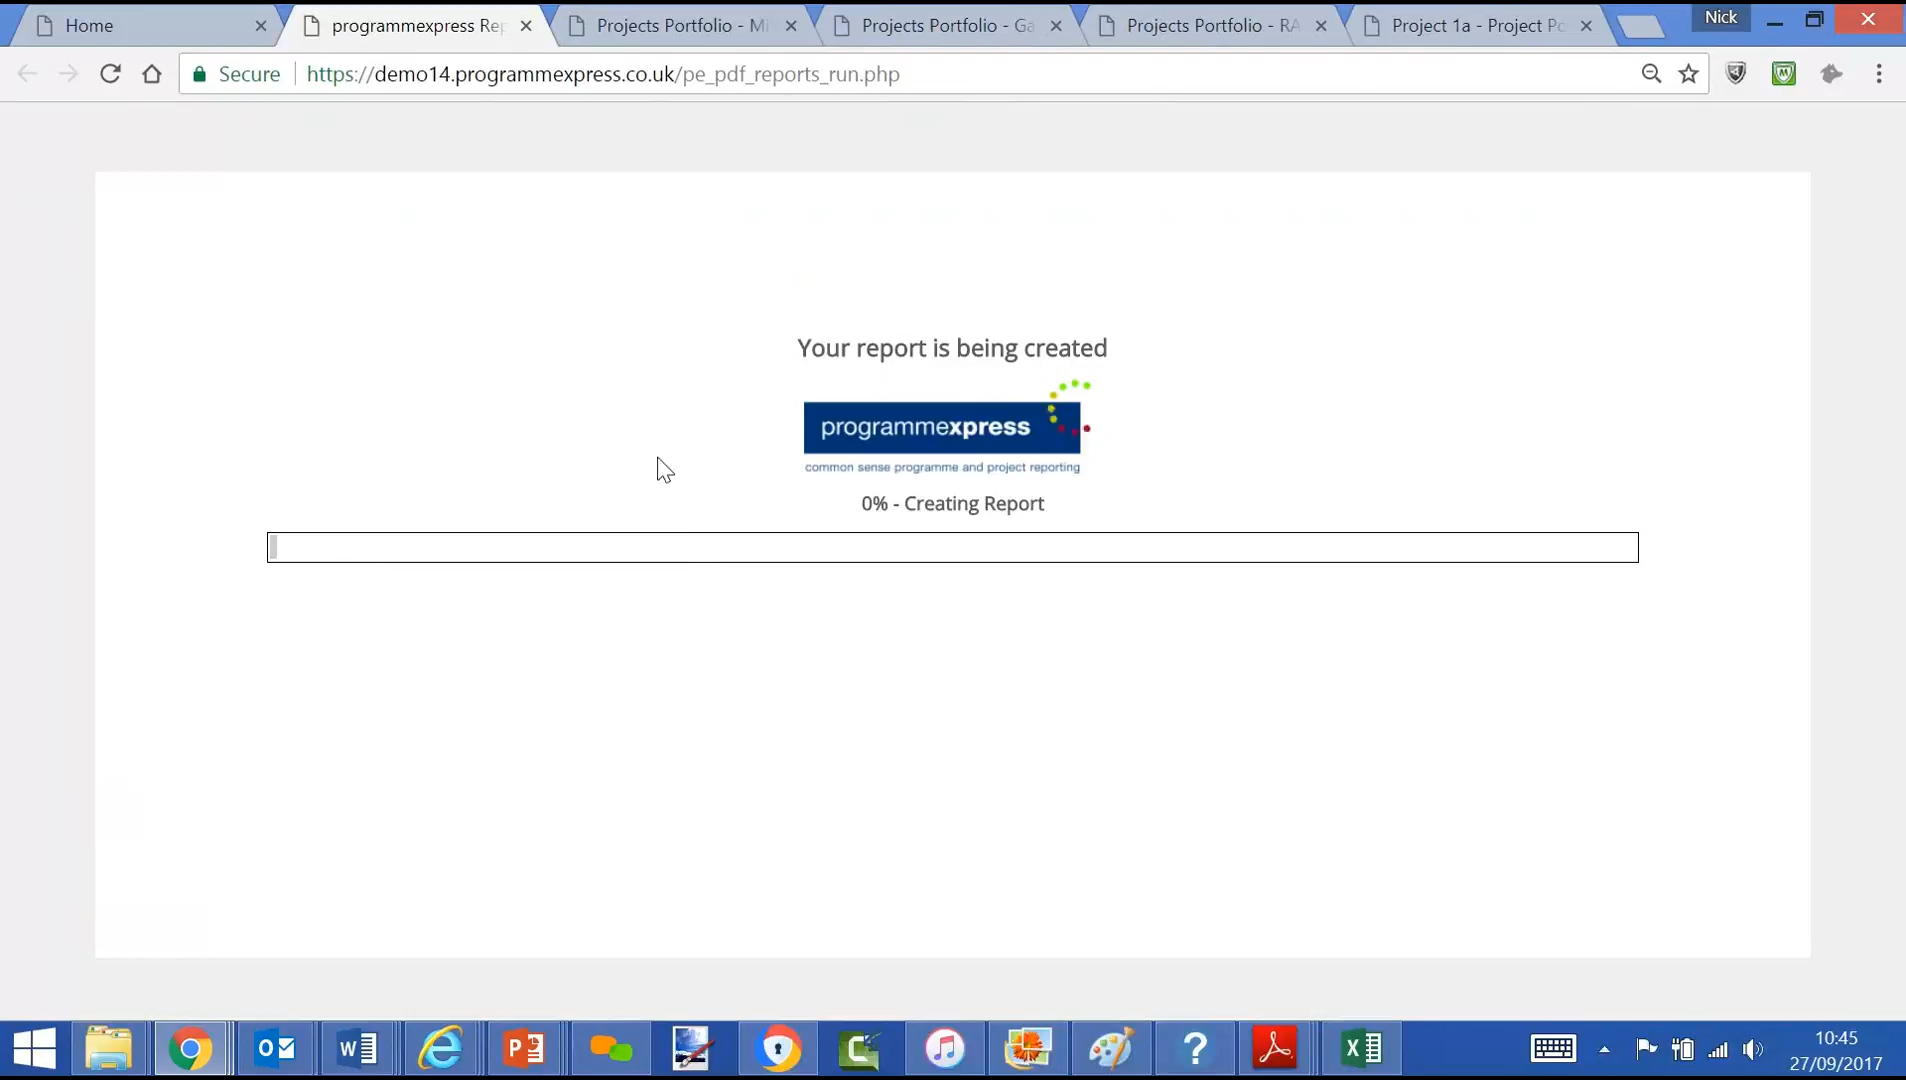 Nick
Home
programmexpress Rep
Projects Portfolio - Mi
Projects Portfolio - Ga
Projects Portfolio - RA
Project 1a - Project Po
Secure
https://demo14.programmexpress.co.uk/pe_pdf_reports_run.php
Your report is being created
programmexpress
common sense programme and project reporting
0% - Creating Report
10:45
27/09/2017